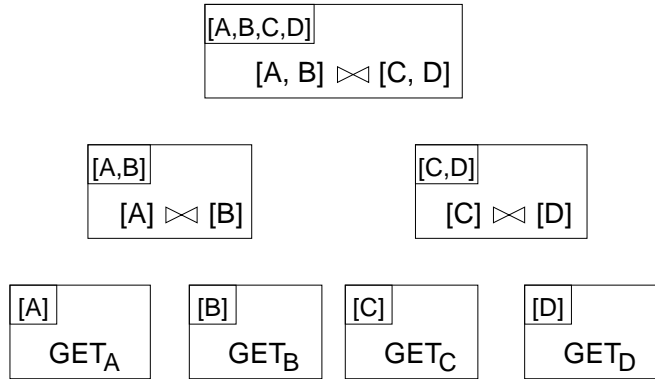 [A,B,C,D]
[A, B] ⋈ [C, D]
[A,B]
[A] ⋈ [B]
[C,D]
[C] ⋈ [D]
[A]
GET_A
[B]
GET_B
[C]
GET_C
[D]
GET_D